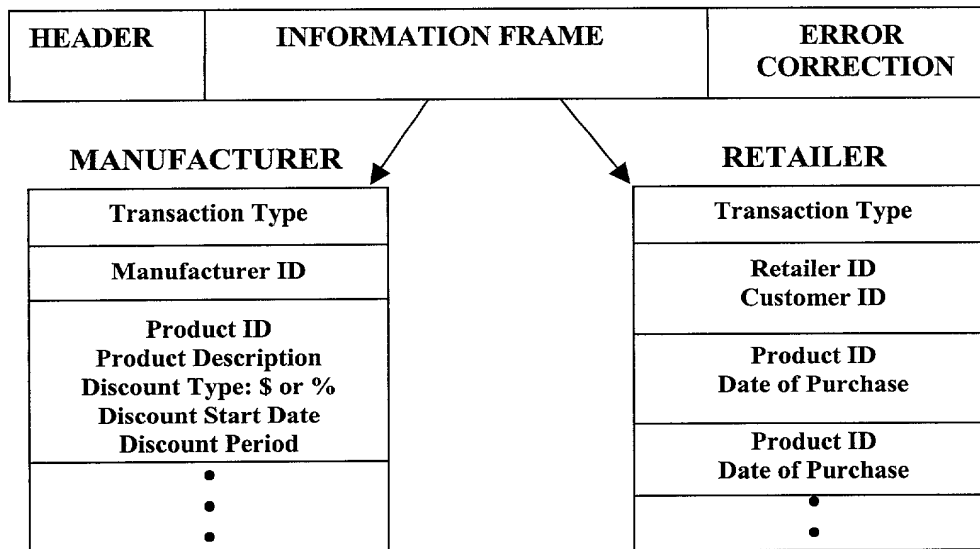 HEADER
INFORMATION FRAME
ERROR
CORRECTION
MANUFACTURER
Transaction Type
Manufacturer ID
Product ID
Product Description
Discount Type: $ or %
Discount Start Date
Discount Period
RETAILER
Transaction Type
Retailer ID
Customer ID
Product ID
Date of Purchase
Product ID
Date of Purchase